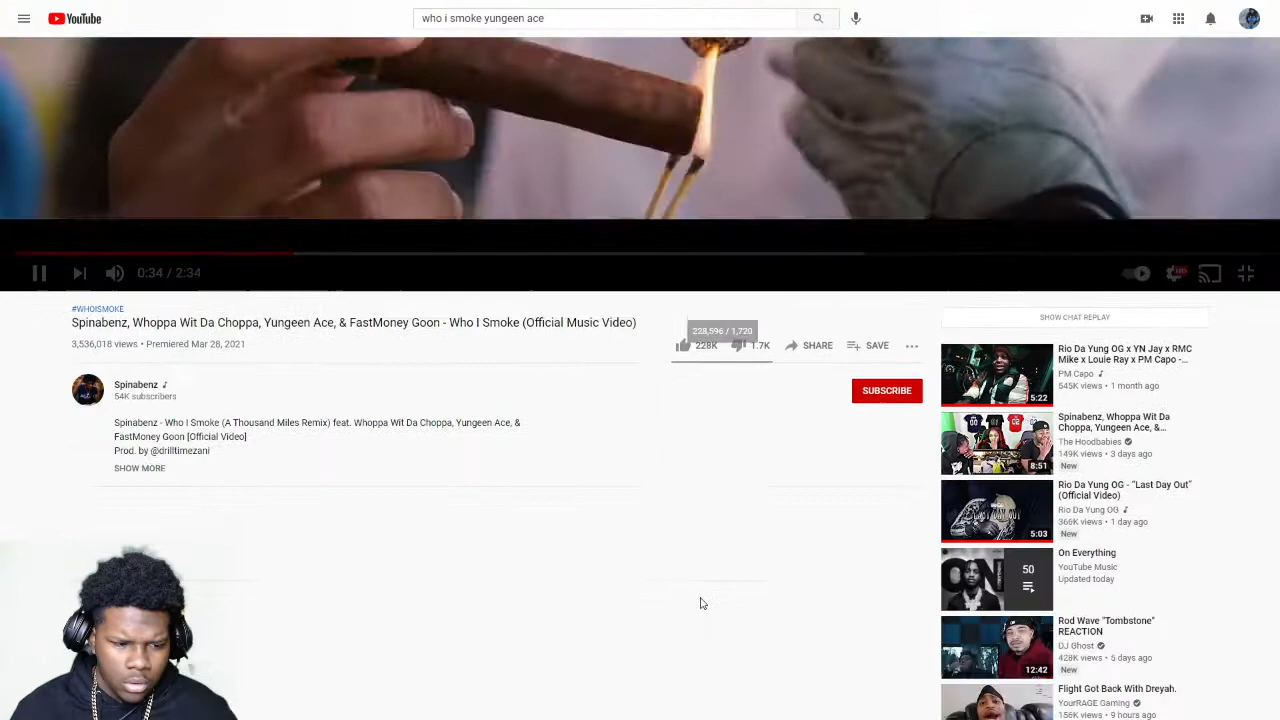 YouTube
who i smoke yungeen ace
0:34 / 2:34
HD
#WHOISMOKE
Spinabenz, Whoppa Wit Da Choppa, Yungeen Ace, & FastMoney Goon - Who I Smoke (Official Music Video)
3,536,018 views • Premiered Mar 28, 2021
228,596 / 1,720
228K
1.7K
SHARE
SAVE
Spinabenz
54K subscribers
SUBSCRIBE
Spinabenz - Who I Smoke (A Thousand Miles Remix) feat. Whoppa Wit Da Choppa, Yungeen Ace, &
FastMoney Goon [Official Video]
Prod. by @drilltimezani
SHOW MORE
SHOW CHAT REPLAY
Rio Da Yung OG x YN Jay x RMC
Mike x Louie Ray x PM Capo -...
PM Capo
545K views • 1 month ago
5:22
Spinabenz, Whoppa Wit Da
Choppa, Yungeen Ace, &...
The Hoodbabies
149K views • 3 days ago
New
8:51
Rio Da Yung OG - "Last Day Out"
(Official Video)
Rio Da Yung OG
366K views • 1 day ago
New
5:03
On Everything
YouTube Music
Updated today
50
Rod Wave "Tombstone"
REACTION
DJ Ghost
428K views • 5 days ago
New
12:42
Flight Got Back With Dreyah.
YourRAGE Gaming
156K views • 9 hours ago